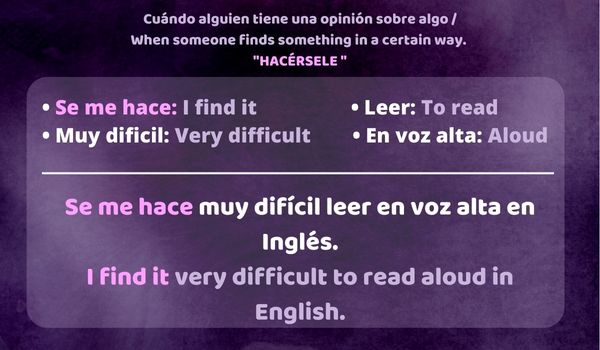 Cuándo alguien tiene una opinión sobre algo /
When someone finds something in a certain way.
"HACÉRSELE "
• Se me hace: I find it
• Leer: To read
• Muy dificil: Very difficult
• En voz alta: Aloud
Se me hace muy difícil leer en voz alta en
Inglés.
I find it very difficult to read aloud in
English.